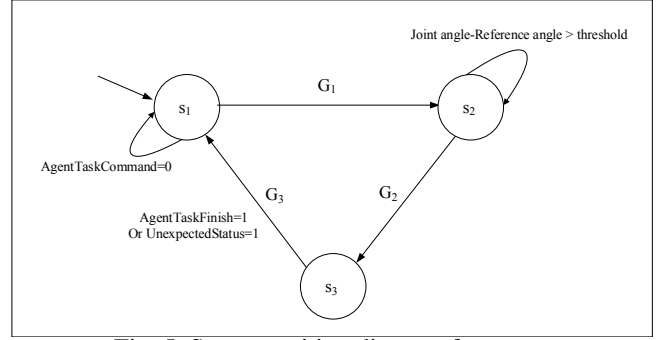 Joint angle-Reference angle > threshold
G1
s1
s2
AgentTaskCommand=0
G3
G2
AgentTaskFinish=1
Or UnexpectedStatus=1
s3